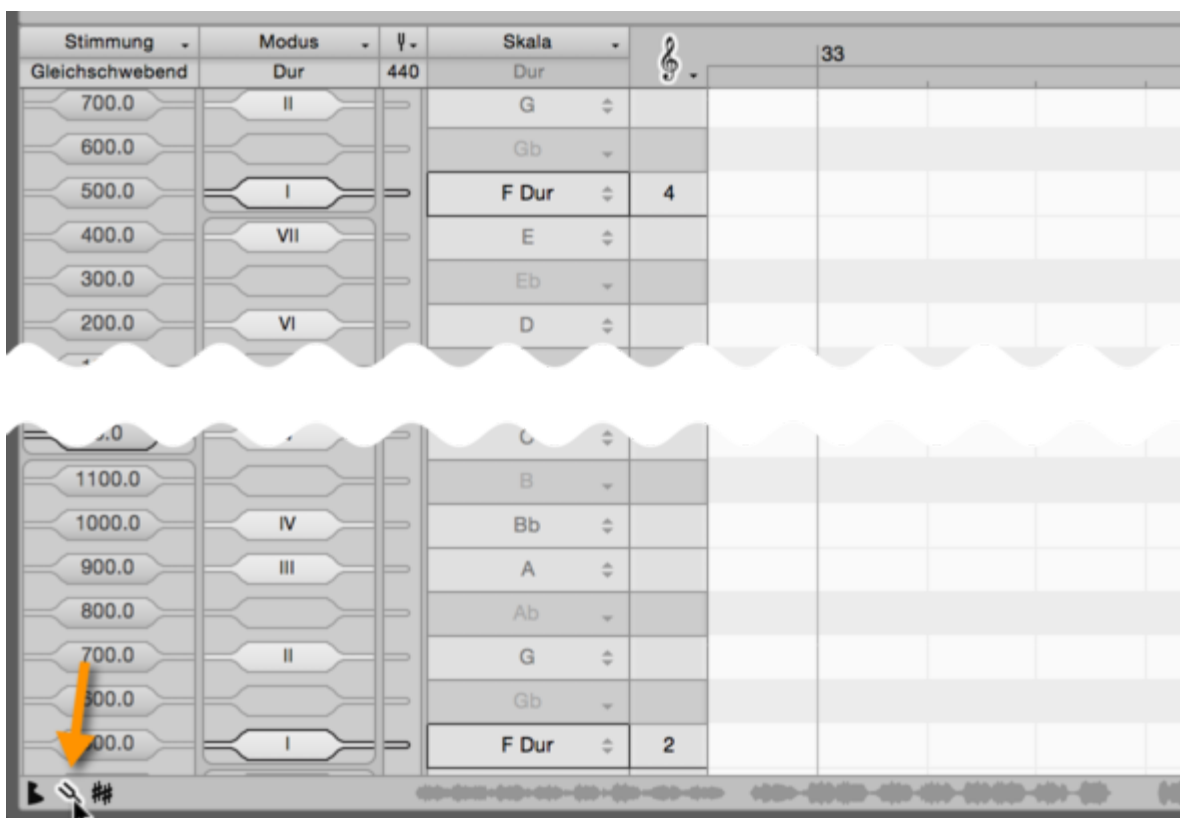 Stimmung Modus Skala 33
Gleichschwebend Dur 440 Dur
700.0 II G
600.0 Gb
500.0 I F Dur 4
400.0 VII E
300.0 Eb
200.0 VI D
C
1100.0 B
1000.0 IV Bb
900.0 III A
800.0 Ab
700.0 II G
600.0 Gb
I F Dur 2